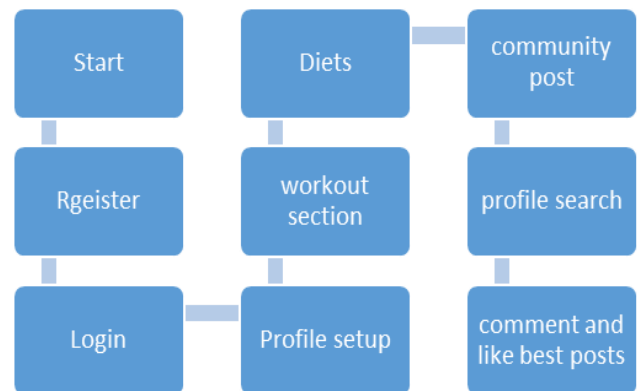 Start
Rgeister
Login
Profile setup
workout
section
Diets
community
post
profile search
comment and
like best posts